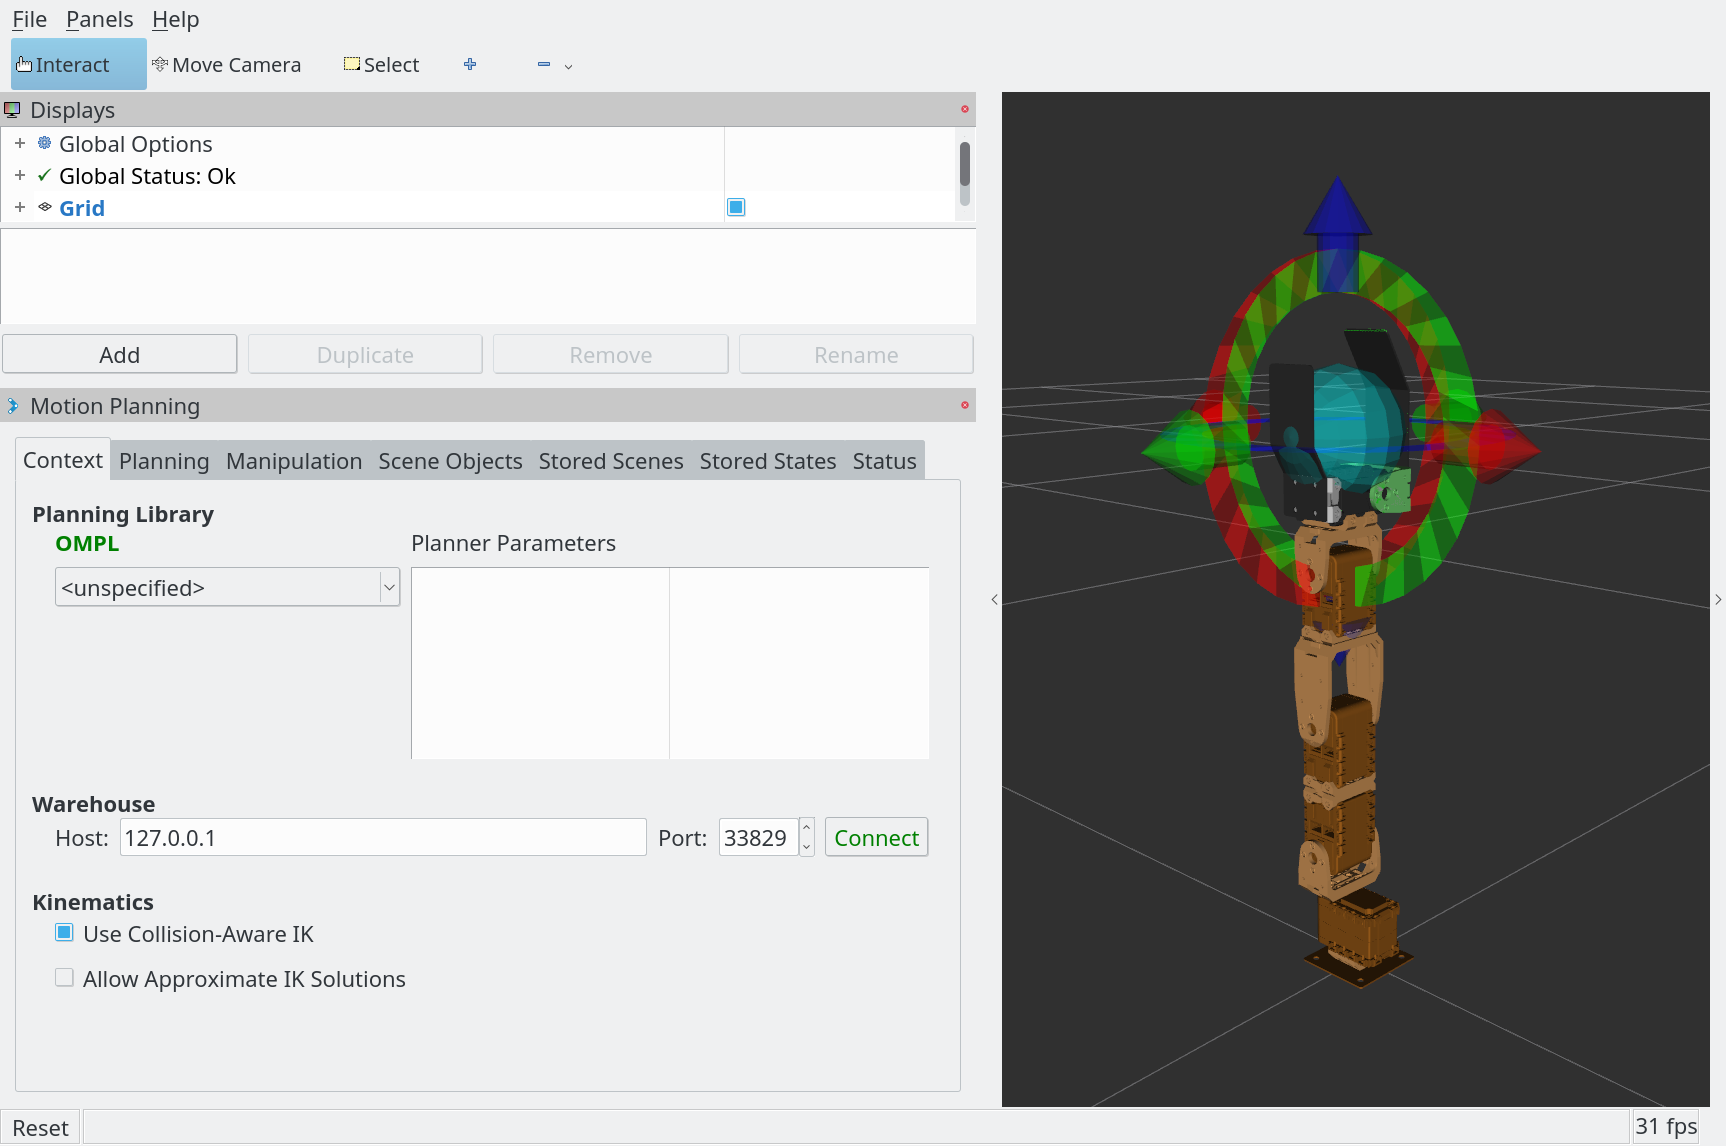 File Panels Help
Interact Move Camera Select
Displays
Global Options
Global Status: Ok
Grid
Add Duplicate Remove Rename
Motion Planning
Context Planning Manipulation Scene Objects Stored Scenes Stored States Status
Planning Library
OMPL Planner Parameters
<unspecified>
Warehouse
Host: 127.0.0.1 Port: 33829 Connect
Kinematics
Use Collision-Aware IK
Allow Approximate IK Solutions
Reset 31 fps